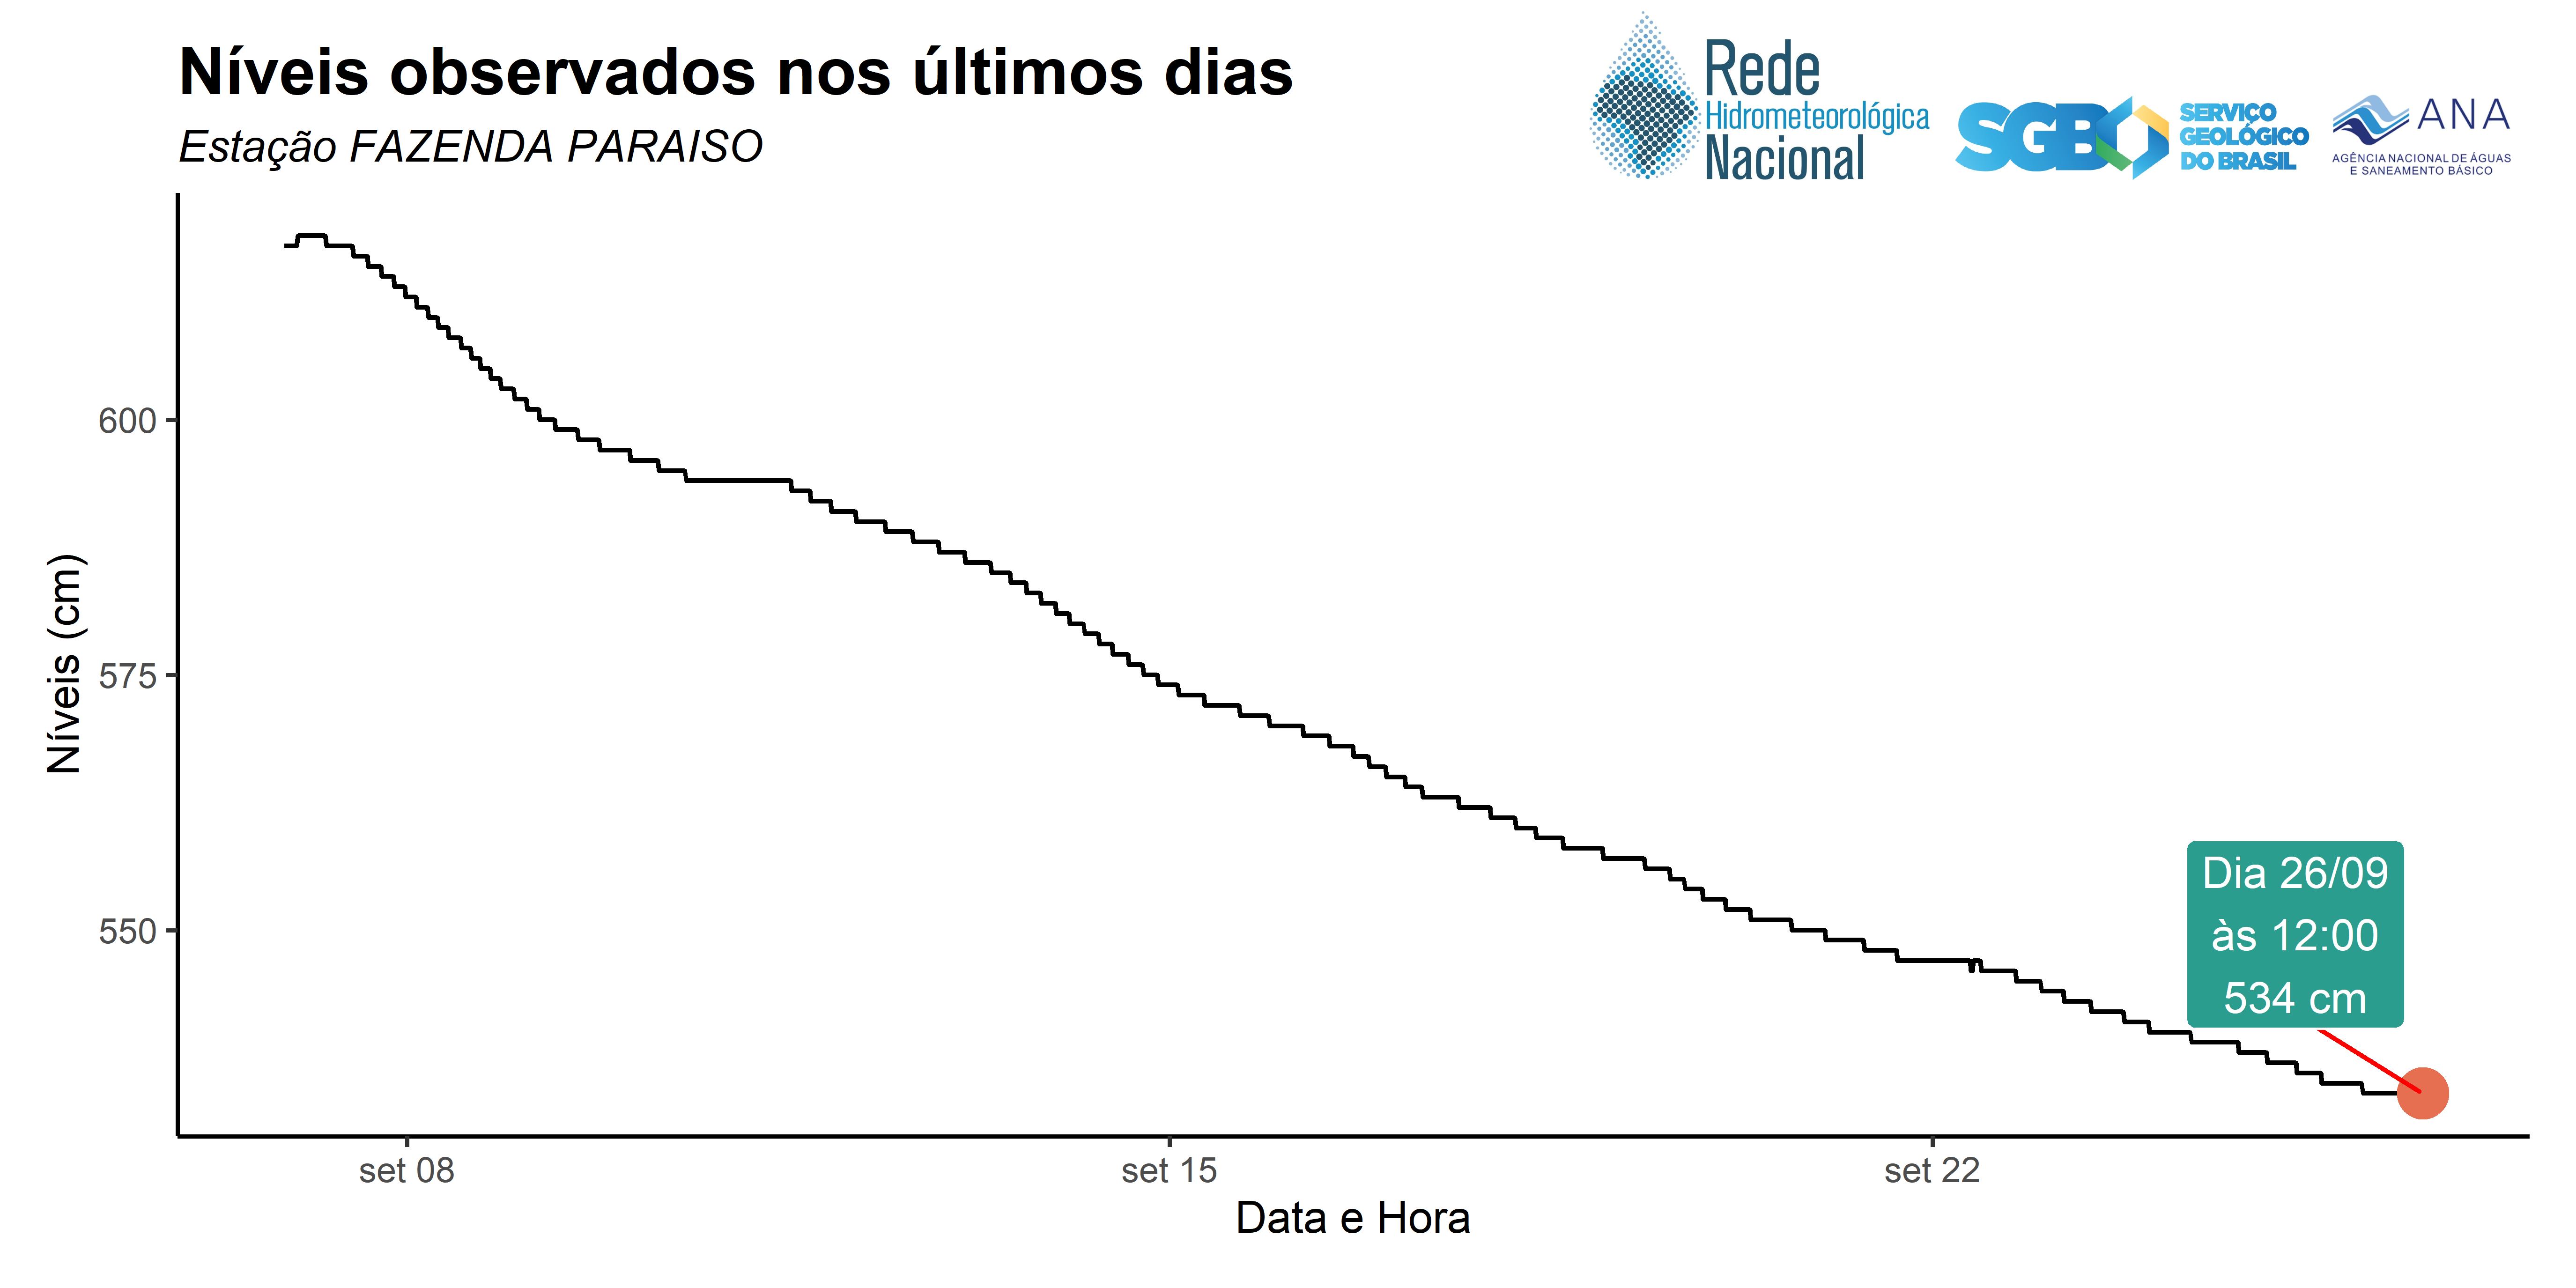 Níveis observados nos últimos dias
Estação FAZENDA PARAISO
Rede
Hidrometeorológica
Nacional
SGB
SERVIÇO
GEOLÓGICO
DO BRASIL
ANA
AGÊNCIA NACIONAL DE ÁGUAS
E SANEAMENTO BÁSICO
Níveis (cm)
600
575
550
Dia 26/09
às 12:00
534 cm
set 08
set 15
set 22
Data e Hora